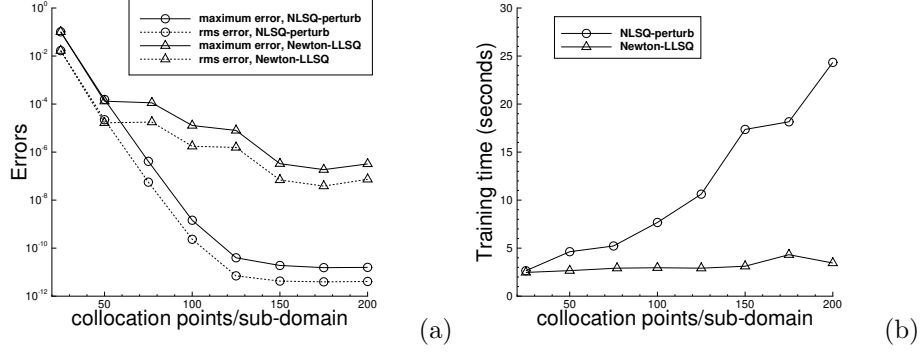 10^0
10^-2
10^-4
10^-6
10^-8
10^-10
10^-12
Errors
maximum error, NLSQ-perturb
rms error, NLSQ-perturb
maximum error, Newton-LLSQ
rms error, Newton-LLSQ
50 100 150 200
collocation points/sub-domain
(a)
30
25
20
15
10
5
0
Training time (seconds)
NLSQ-perturb
Newton-LLSQ
50 100 150 200
collocation points/sub-domain
(b)